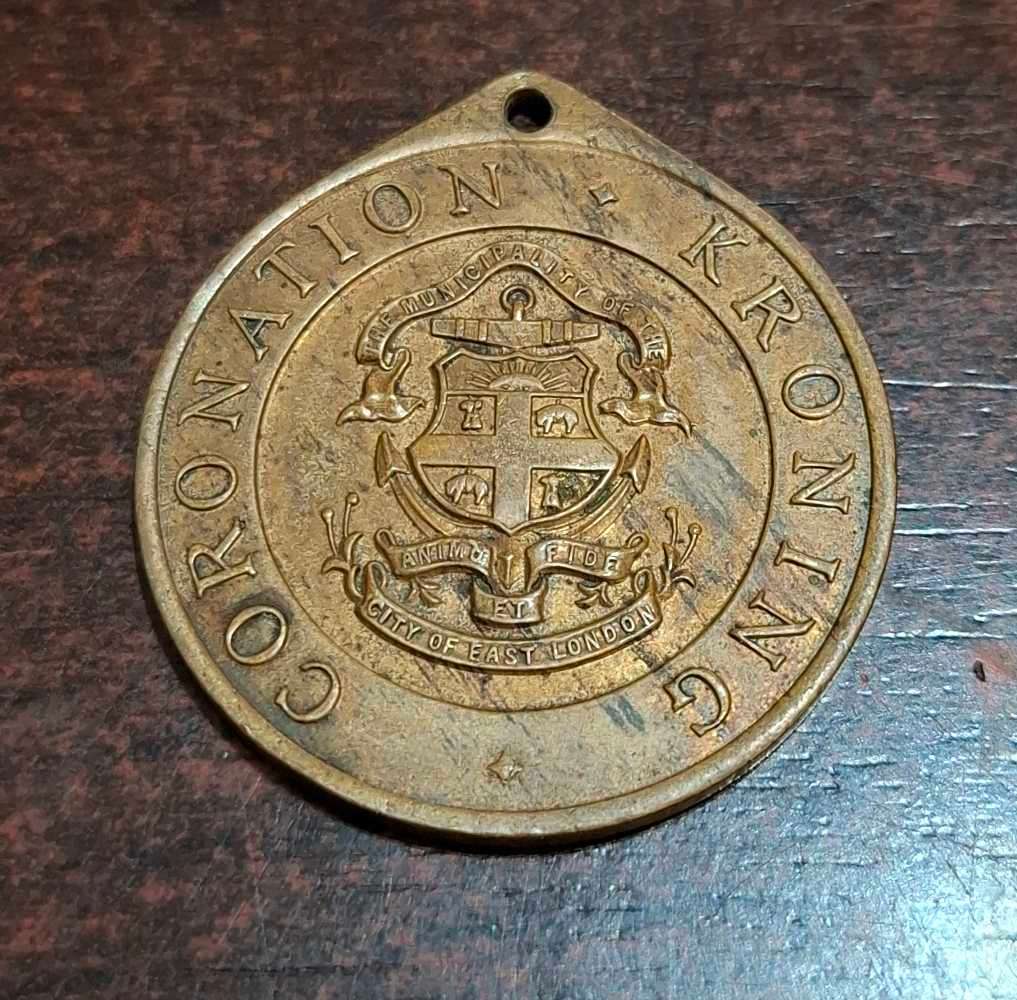 CORONATION KRONING
THE MUNICIPALITY OF THE
ANIMO ET FIDE
CITY OF EAST LONDON